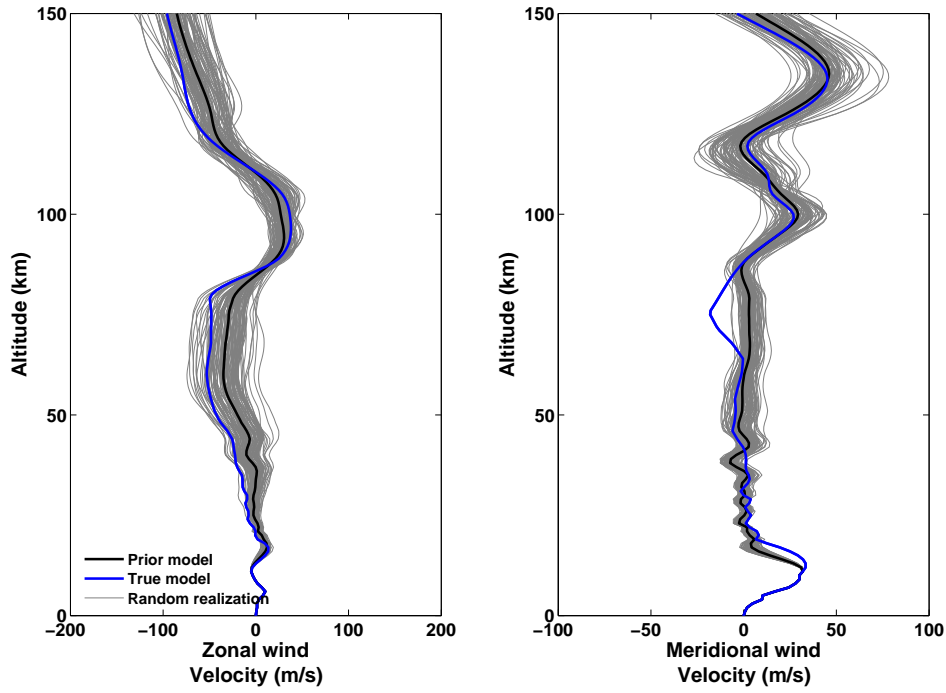 150
100
50
0
−200
−100
0
100
200
Altitude (km)
Zonal wind
Velocity (m/s)
Prior model
True model
Random realization
150
100
50
0
−100
−50
0
50
100
Altitude (km)
Meridional wind
Velocity (m/s)